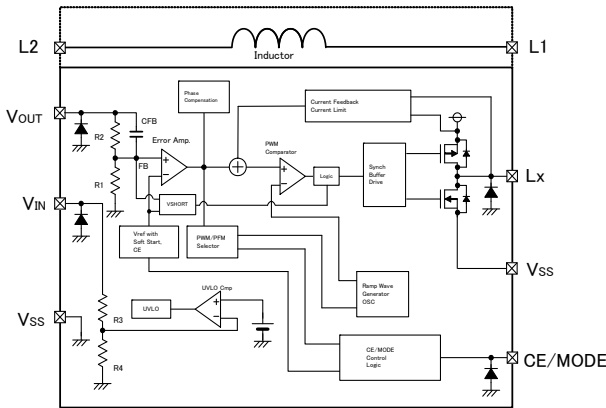 L2
L1
Inductor
VOUT
Phase
Compensation
Current Feedback
Current Limit
CFB
R2
Error Amp.
FB
PWM
Comparator
Logic
Synch
Buffer
Drive
R1
VSHORT
Lx
VIN
Vref with
Soft Start,
CE
PWM/PFM
Selector
UVLO Cmp
Ramp Wave
Generator
OSC
VSS
VSS
R3
UVLO
R4
CE/MODE
Control
Logic
CE/MODE